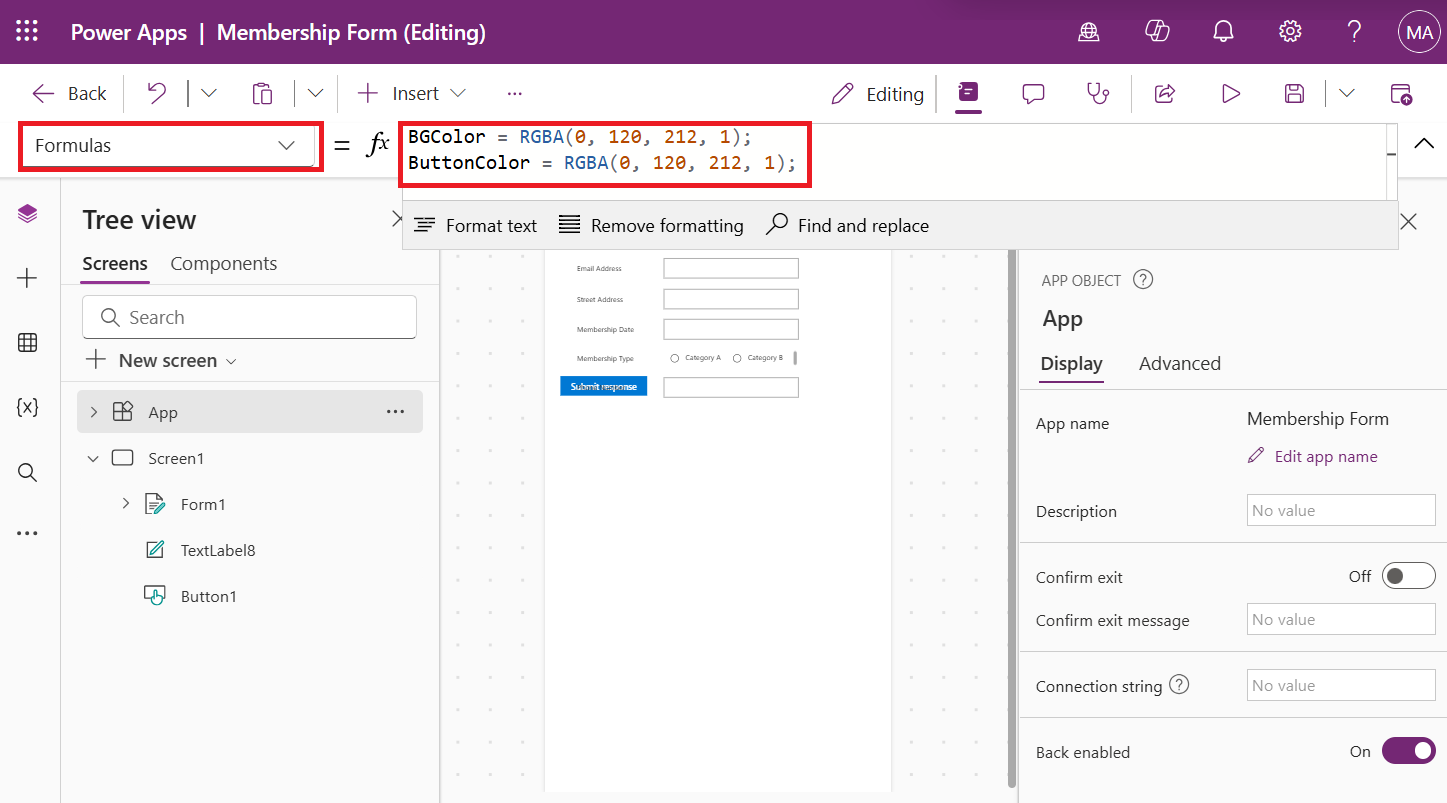 Power Apps | Membership Form (Editing)
MA
Back
Insert
Editing
Formulas
= fx
BGColor = RGBA(0, 120, 212, 1);
ButtonColor = RGBA(0, 120, 212, 1);
Format text
Remove formatting
Find and replace
Tree view
Screens
Components
Search
New screen
App
Screen1
Form1
TextLabel8
Button1
Email Address
Street Address
Membership Date
Membership Type
Category A
Category B
Submit response
APP OBJECT ?
App
Display
Advanced
App name
Membership Form
Edit app name
Description
No value
Confirm exit
Off
Confirm exit message
No value
Connection string ?
No value
Back enabled
On